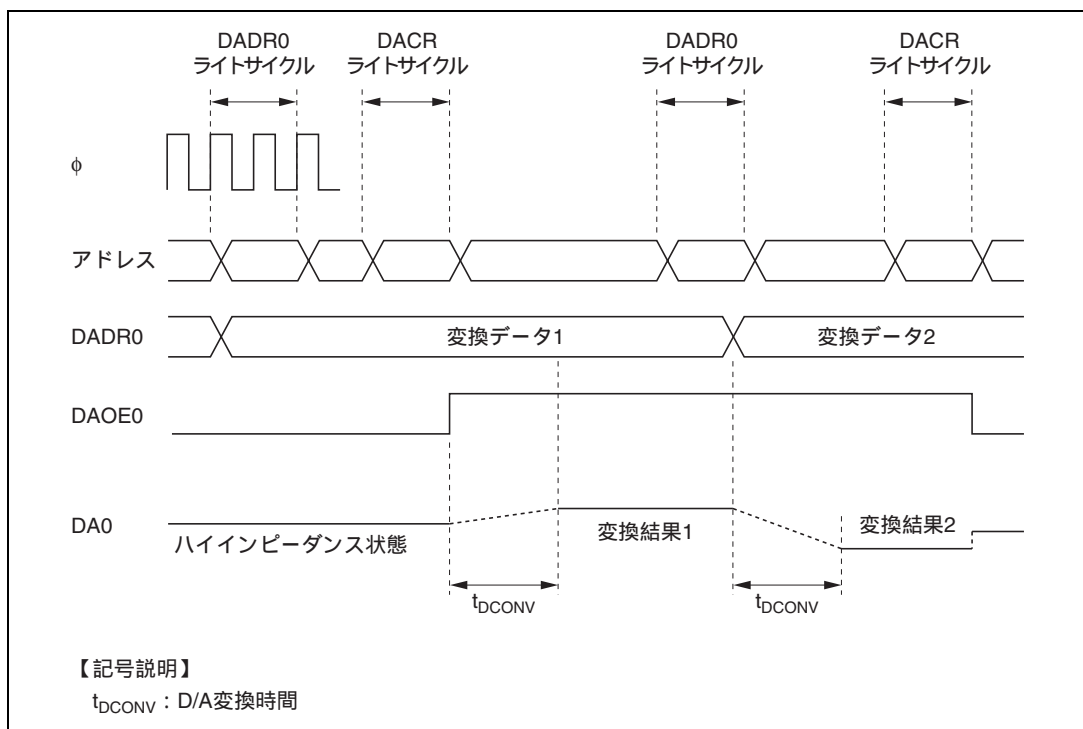 DADR0
ライトサイクル
DACR
ライトサイクル
DADR0
ライトサイクル
DACR
ライトサイクル
φ
アドレス
DADR0
変換データ1
変換データ2
DAOE0
DA0
ハイインピーダンス状態
変換結果1
変換結果2
tDCONV
tDCONV
【記号説明】
tDCONV：D/A変換時間